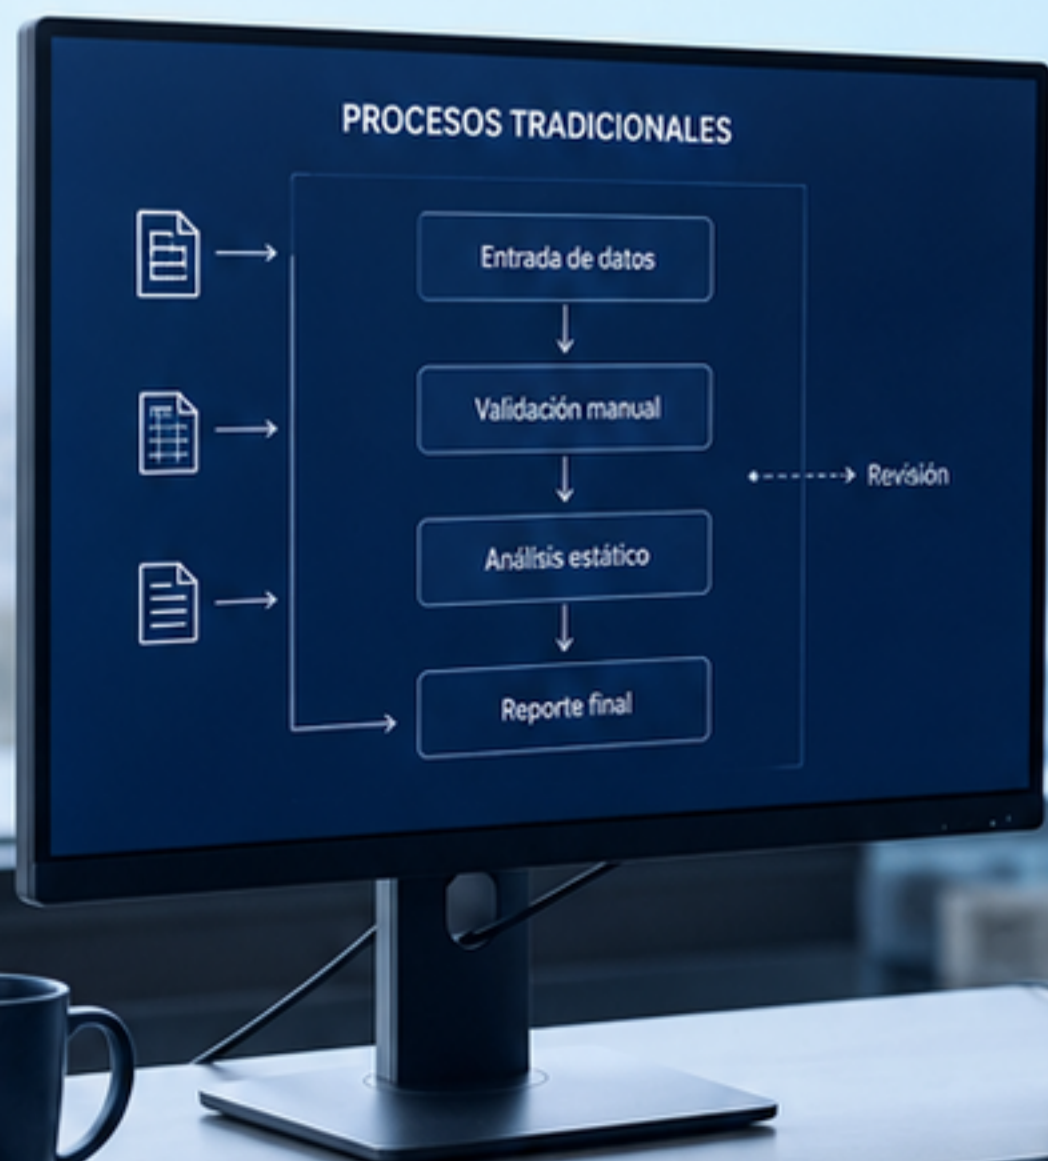 PROCESOS TRADICIONALES
Entrada de datos
Validación manual
Análisis estático
Reporte final
Revisión